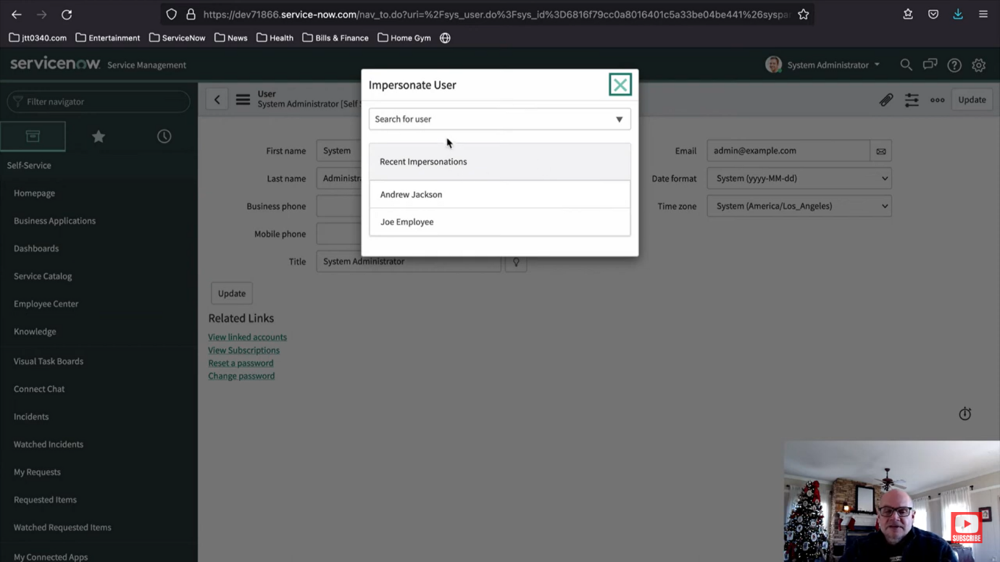 https://dev71866.service-now.com/nav_to.do?uri=%2Fsys_user.do%3Fsys_id%3D6816f79cc0a8016401c5a33be04be441%26syspar
jtt0340.com Entertainment ServiceNow News Health Bills & Finance Home Gym
servicenow Service Management
System Administrator
Filter navigator
Self-Service
Homepage
Business Applications
Dashboards
Service Catalog
Employee Center
Knowledge
Visual Task Boards
Connect Chat
Incidents
Watched Incidents
My Requests
Requested Items
Watched Requested Items
My Connected Apps
User
System Administrator [Self S
Update
First name System
Last name Administra
Business phone
Mobile phone
Title System Administrator
Email admin@example.com
Date format System (yyyy-MM-dd)
Time zone System (America/Los_Angeles)
Update
Related Links
View linked accounts
View Subscriptions
Reset a password
Change password
Impersonate User
Search for user
Recent Impersonations
Andrew Jackson
Joe Employee
SUBSCRIBE